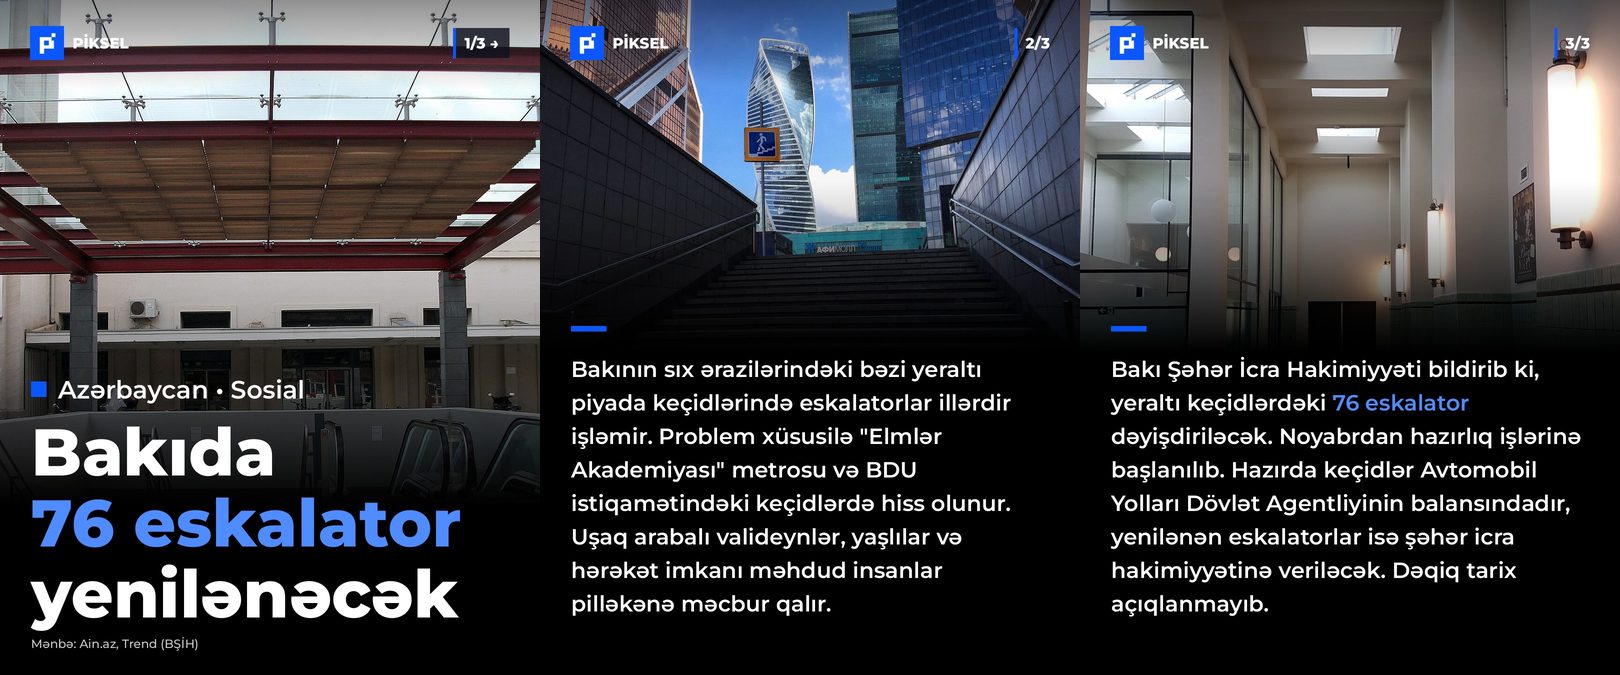 PİKSEL
1/3 →
Azərbaycan • Sosial
Bakıda
76 eskalator
yenilənəcək
Mənbə: Ain.az, Trend (BŞİH)
PİKSEL
2/3
АФИМОЛЛ
Bakının sıx ərazilərindəki bəzi yeraltı
piyada keçidlərində eskalatorlar illərdir
işləmir. Problem xüsusilə "Elmlər
Akademiyası" metrosu və BDU
istiqamətindəki keçidlərdə hiss olunur.
Uşaq arabalı valideynlər, yaşlılar və
hərəkət imkanı məhdud insanlar
pilləkənə məcbur qalır.
PİKSEL
3/3
Bakı Şəhər İcra Hakimiyyəti bildirib ki,
yeraltı keçidlərdəki 76 eskalator
dəyişdiriləcək. Noyabrdan hazırlıq işlərinə
başlanılıb. Hazırda keçidlər Avtomobil
Yolları Dövlət Agentliyinin balansındadır,
yenilənən eskalatorlar isə şəhər icra
hakimiyyətinə veriləcək. Dəqiq tarix
açıqlanmayıb.